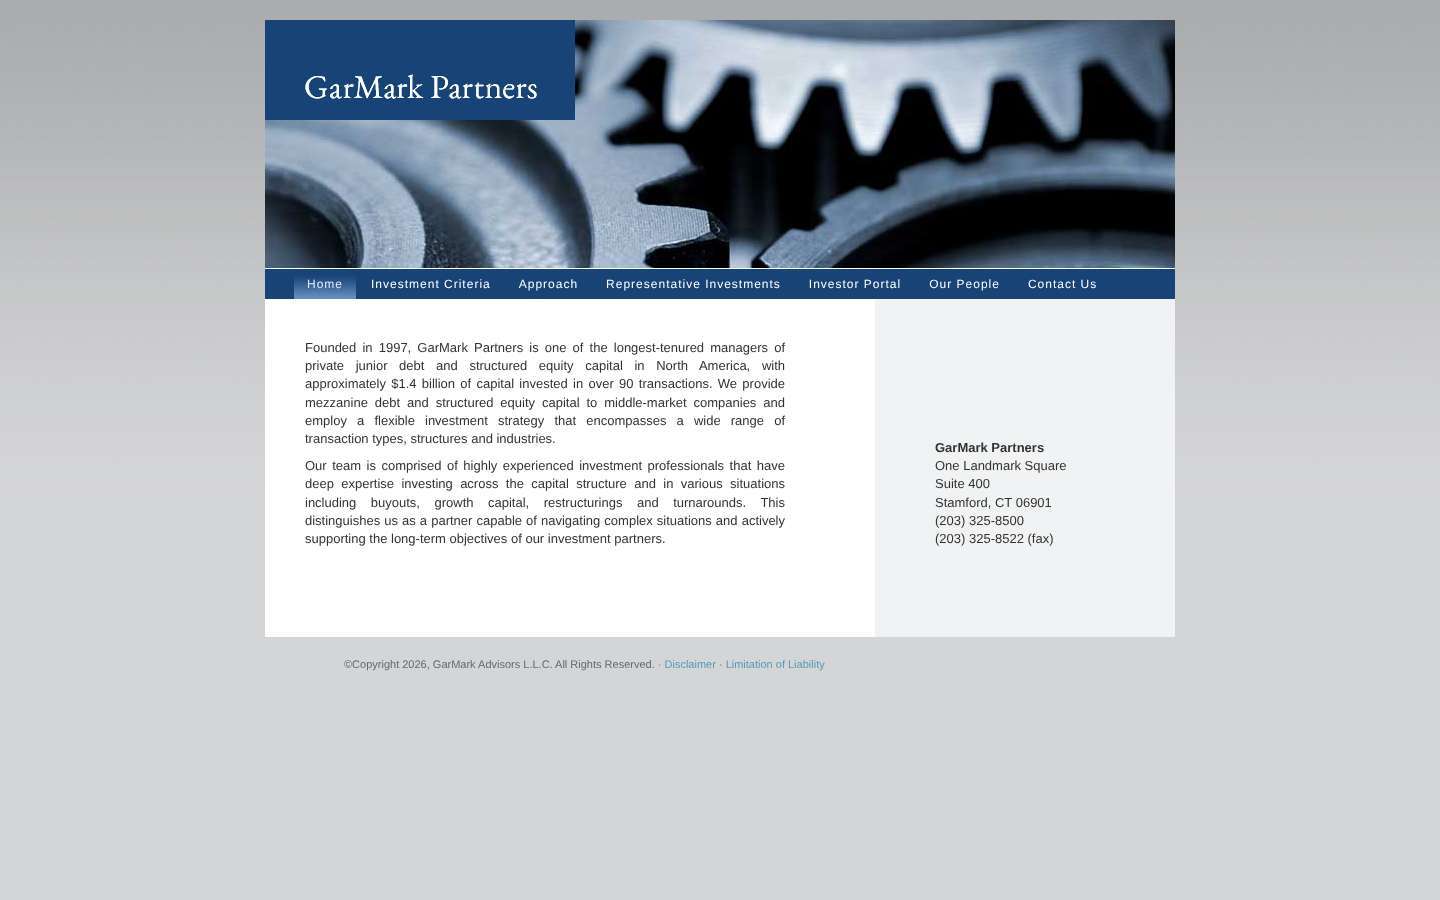 GarMark Partners
Home Investment Criteria Approach Representative Investments Investor Portal Our People Contact Us
Founded in 1997, GarMark Partners is one of the longest-tenured managers of
private junior debt and structured equity capital in North America, with
approximately $1.4 billion of capital invested in over 90 transactions. We provide
mezzanine debt and structured equity capital to middle-market companies and
employ a flexible investment strategy that encompasses a wide range of
transaction types, structures and industries.
Our team is comprised of highly experienced investment professionals that have
deep expertise investing across the capital structure and in various situations
including buyouts, growth capital, restructurings and turnarounds. This
distinguishes us as a partner capable of navigating complex situations and actively
supporting the long-term objectives of our investment partners.
GarMark Partners
One Landmark Square
Suite 400
Stamford, CT 06901
(203) 325-8500
(203) 325-8522 (fax)
©Copyright 2026, GarMark Advisors L.L.C. All Rights Reserved. · Disclaimer · Limitation of Liability